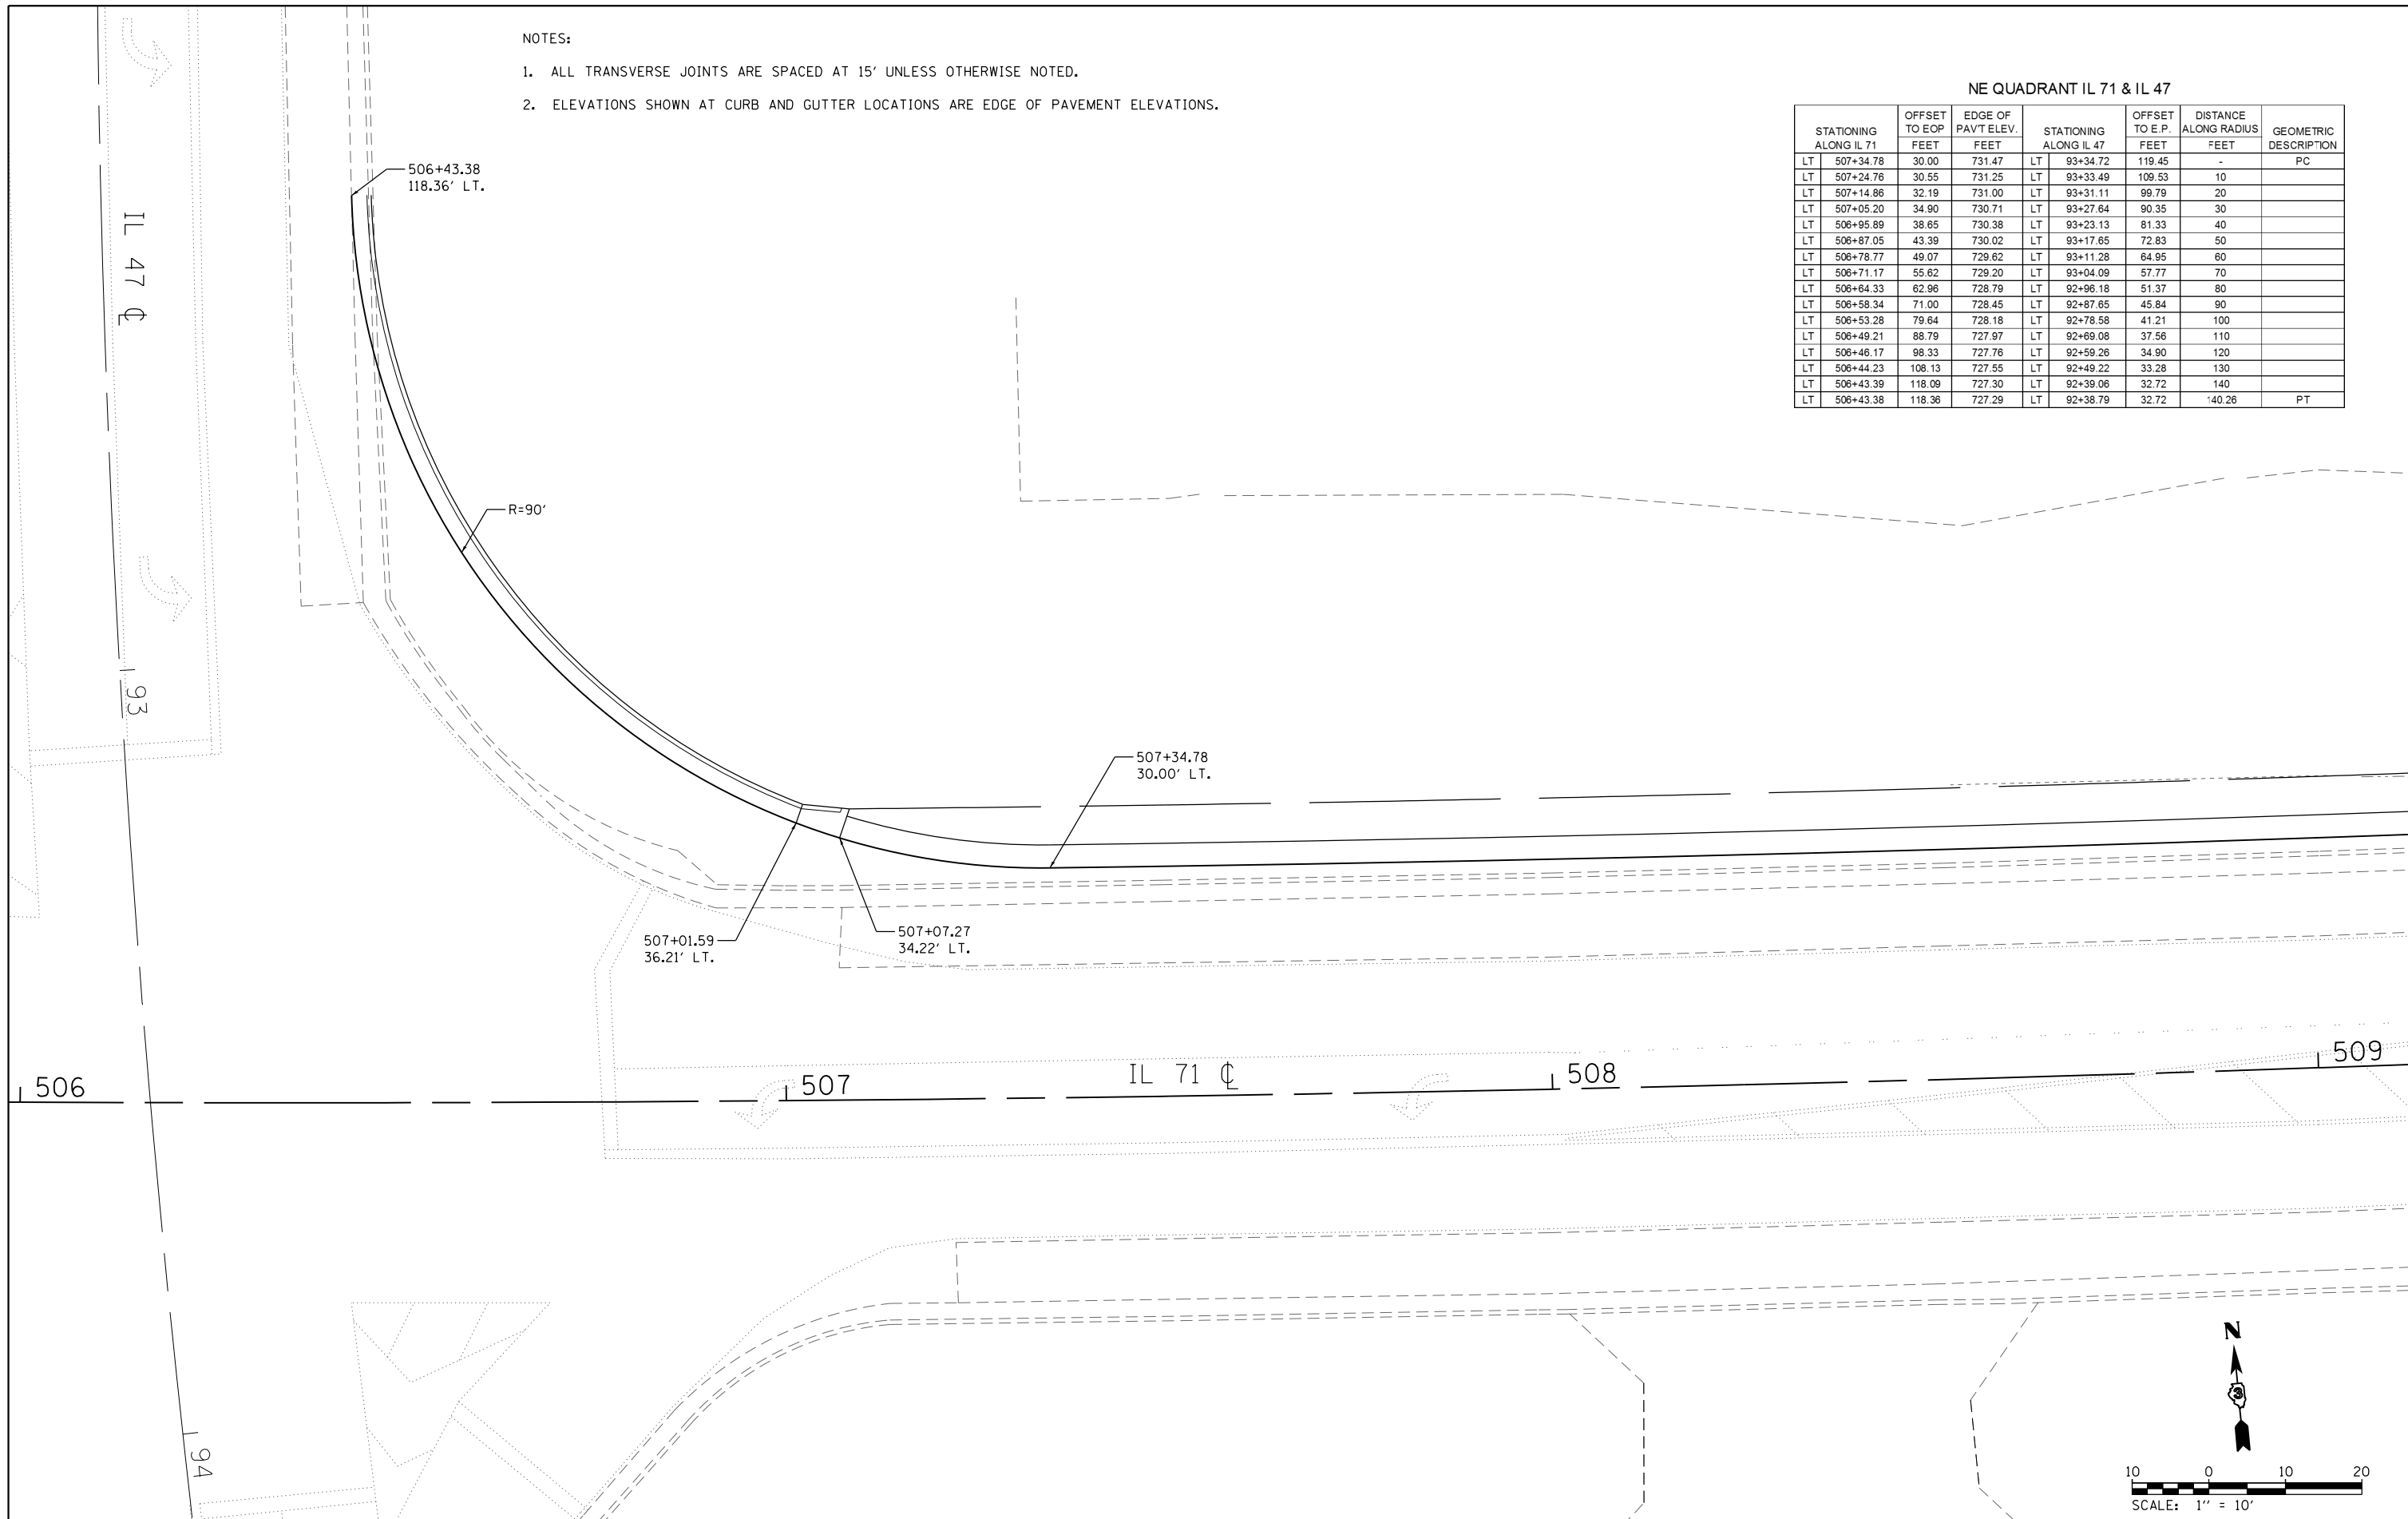 NOTES:
1. ALL TRANSVERSE JOINTS ARE SPACED AT 15' UNLESS OTHERWISE NOTED.
2. ELEVATIONS SHOWN AT CURB AND GUTTER LOCATIONS ARE EDGE OF PAVEMENT ELEVATIONS.
NE QUADRANT IL 71 & IL 47
STATIONING ALONG IL 71 OFFSET TO EOP FEET EDGE OF PAV'T ELEV. FEET STATIONING ALONG IL 47 OFFSET TO E.P. FEET DISTANCE ALONG RADIUS FEET GEOMETRIC DESCRIPTION
LT 507+34.78 30.00 731.47 LT 93+34.72 119.45 - PC
LT 507+24.76 30.55 731.25 LT 93+33.49 109.53 10
LT 507+14.86 32.19 731.00 LT 93+31.11 99.79 20
LT 507+05.20 34.90 730.71 LT 93+27.64 90.35 30
LT 506+95.89 38.65 730.38 LT 93+23.13 81.33 40
LT 506+87.05 43.39 730.02 LT 93+17.65 72.83 50
LT 506+78.77 49.07 729.62 LT 93+11.28 64.95 60
LT 506+71.17 55.62 729.20 LT 93+04.09 57.77 70
LT 506+64.33 62.96 728.79 LT 92+96.18 51.37 80
LT 506+58.34 71.00 728.45 LT 92+87.65 45.84 90
LT 506+53.28 79.64 728.18 LT 92+78.58 41.21 100
LT 506+49.21 88.79 727.97 LT 92+69.08 37.56 110
LT 506+46.17 98.33 727.76 LT 92+59.26 34.90 120
LT 506+44.23 108.13 727.55 LT 92+49.22 33.28 130
LT 506+43.39 118.09 727.30 LT 92+39.06 32.72 140
LT 506+43.38 118.36 727.29 LT 92+38.79 32.72 140.26 PT
506+43.38
118.36' LT.
IL 47 ℄
R=90'
93
507+34.78
30.00' LT.
507+01.59
36.21' LT.
507+07.27
34.22' LT.
506
507
IL 71 ℄
508
509
94
N
3
10 0 10 20
SCALE: 1" = 10'